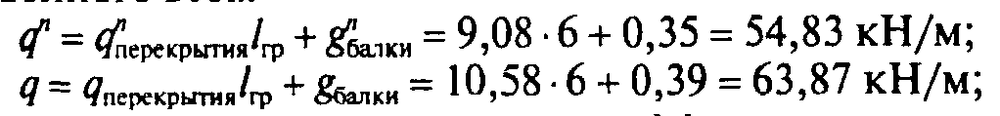 qⁿ = qⁿперекрытия lгр + gⁿбалки = 9,08 · 6 + 0,35 = 54,83 кН/м;
q = qперекрытия lгр + gбалки = 10,58 · 6 + 0,39 = 63,87 кН/м;